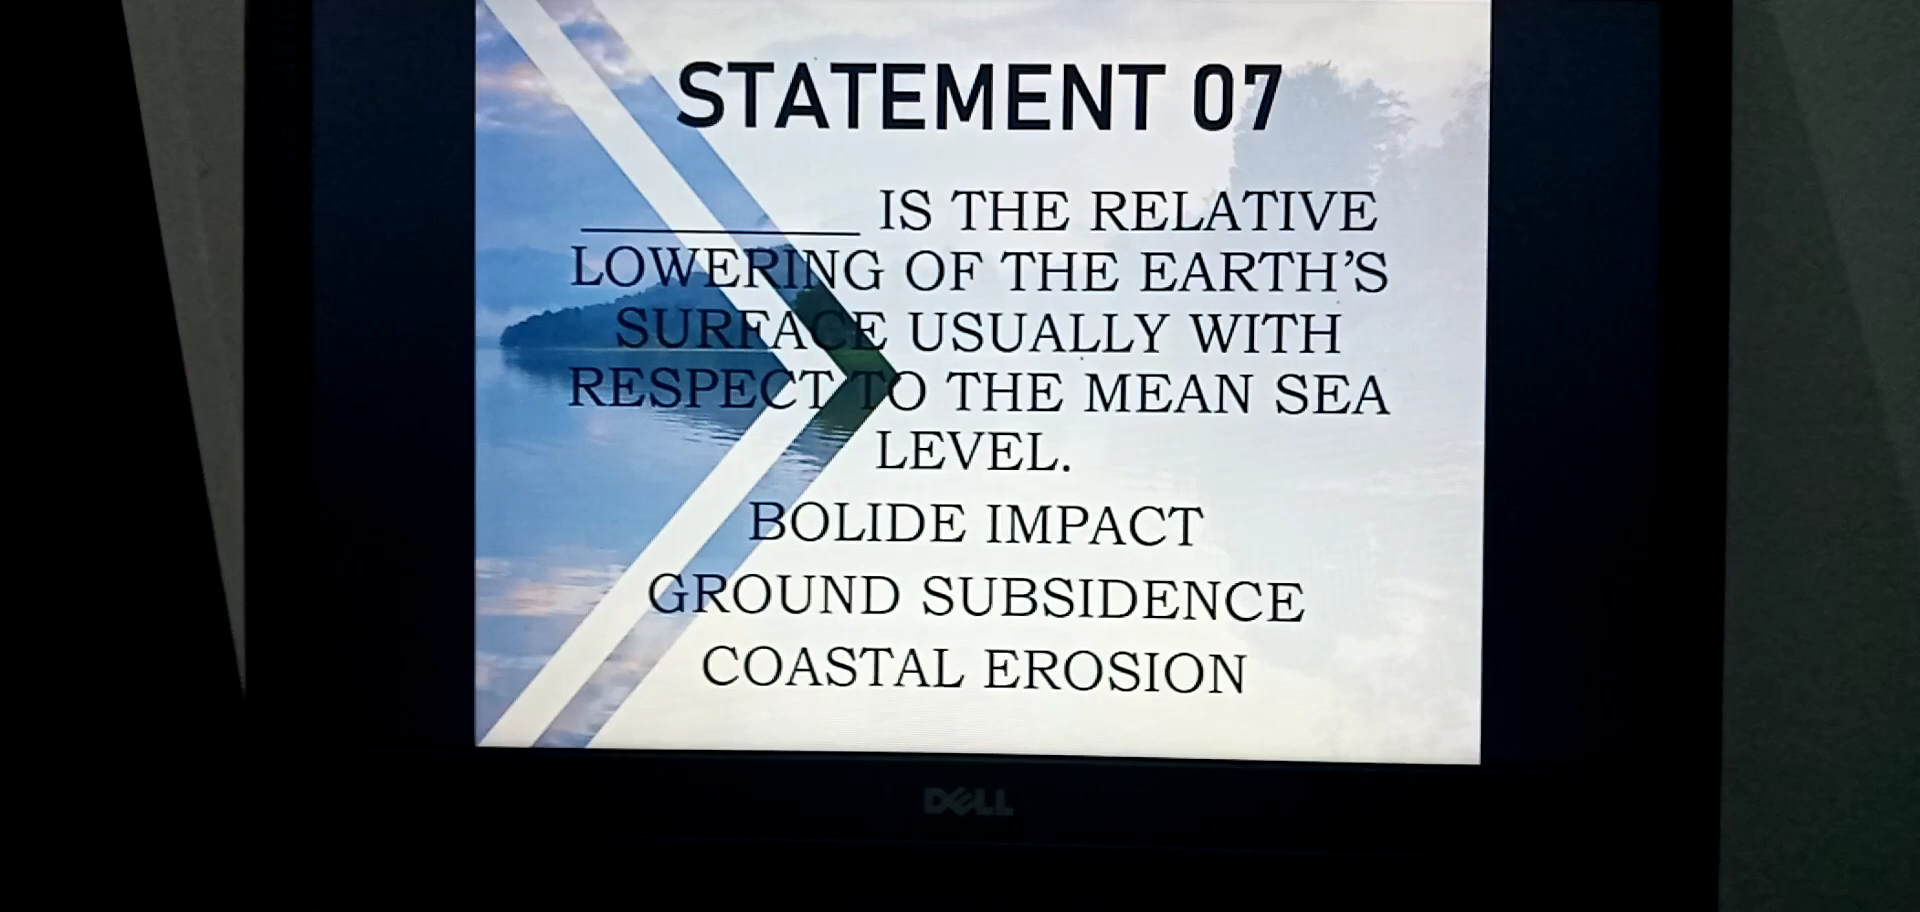 STATEMENT 07
__________ IS THE RELATIVE
LOWERING OF THE EARTH’S
SURFACE USUALLY WITH
RESPECT TO THE MEAN SEA
LEVEL.
BOLIDE IMPACT
GROUND SUBSIDENCE
COASTAL EROSION
DELL